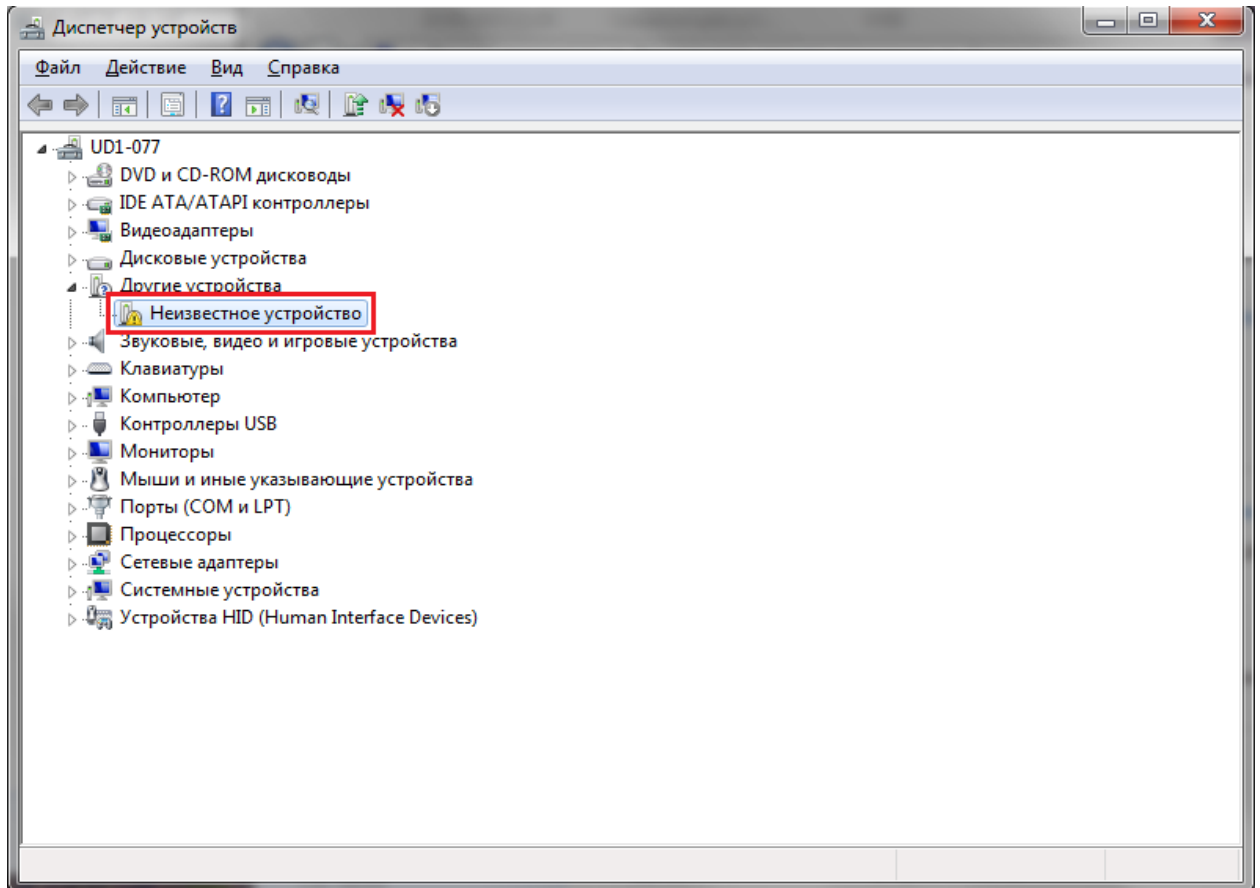 Диспетчер устройств
Файл Действие Вид Справка
UD1-077
DVD и CD-ROM дисководы
IDE ATA/ATAPI контроллеры
Видеоадаптеры
Дисковые устройства
Другие устройства
Неизвестное устройство
Звуковые, видео и игровые устройства
Клавиатуры
Компьютер
Контроллеры USB
Мониторы
Мыши и иные указывающие устройства
Порты (COM и LPT)
Процессоры
Сетевые адаптеры
Системные устройства
Устройства HID (Human Interface Devices)